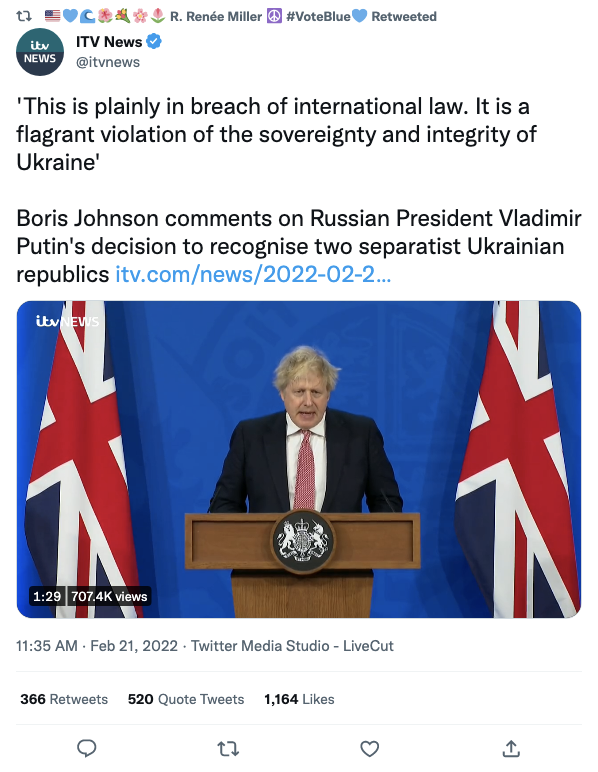 R. Renée Miller ☮ #VoteBlue💙 Retweeted
itv NEWS
ITV News
@itvnews
'This is plainly in breach of international law. It is a
flagrant violation of the sovereignty and integrity of
Ukraine'
Boris Johnson comments on Russian President Vladimir
Putin's decision to recognise two separatist Ukrainian
republics itv.com/news/2022-02-2...
itv NEWS
1:29 707.4K views
11:35 AM · Feb 21, 2022 · Twitter Media Studio - LiveCut
366 Retweets 520 Quote Tweets 1,164 Likes